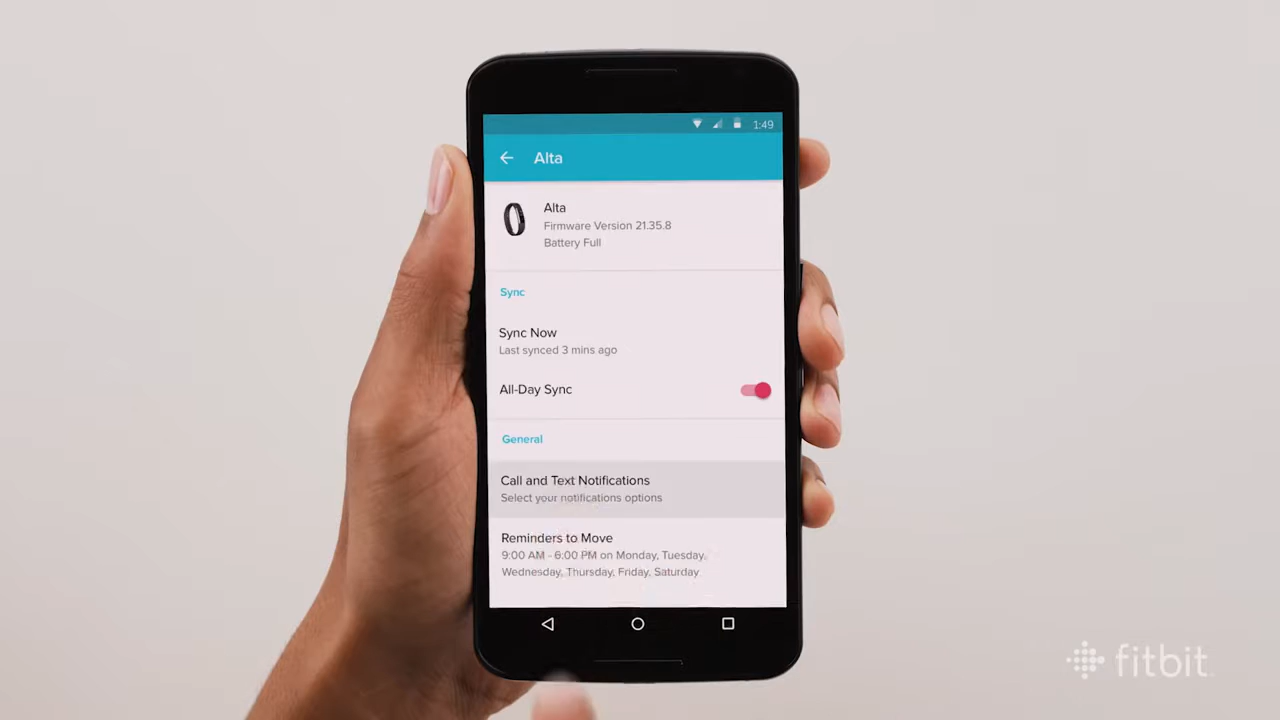 1:49
Alta
Alta
Firmware Version 21.35.8
Battery Full
Sync
Sync Now
Last synced 3 mins ago
All-Day Sync
General
Call and Text Notifications
Select your notifications options
Reminders to Move
9:00 AM - 6:00 PM on Monday, Tuesday,
Wednesday, Thursday, Friday, Saturday
fitbit